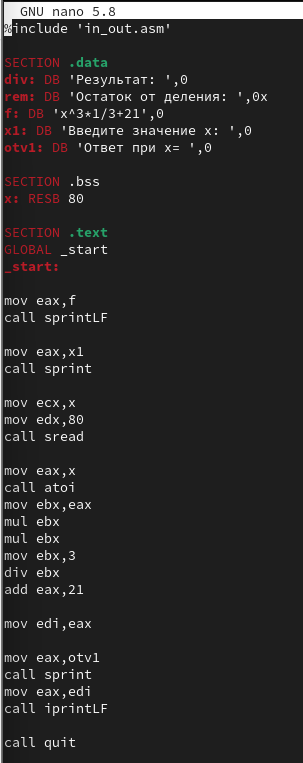 GNU nano 5.8
%include 'in_out.asm'
SECTION .data
div: DB 'Результат: ',0
rem: DB 'Остаток от деления: ',0x
f: DB 'x^3*1/3+21',0
x1: DB 'Введите значение x: ',0
otv1: DB 'Ответ при x= ',0
SECTION .bss
x: RESB 80
SECTION .text
GLOBAL _start
_start:
mov eax,f
call sprintLF
mov eax,x1
call sprint
mov ecx,x
mov edx,80
call sread
mov eax,x
call atoi
mov ebx,eax
mul ebx
mul ebx
mov ebx,3
div ebx
add eax,21
mov edi,eax
mov eax,otv1
call sprint
mov eax,edi
call iprintLF
call quit